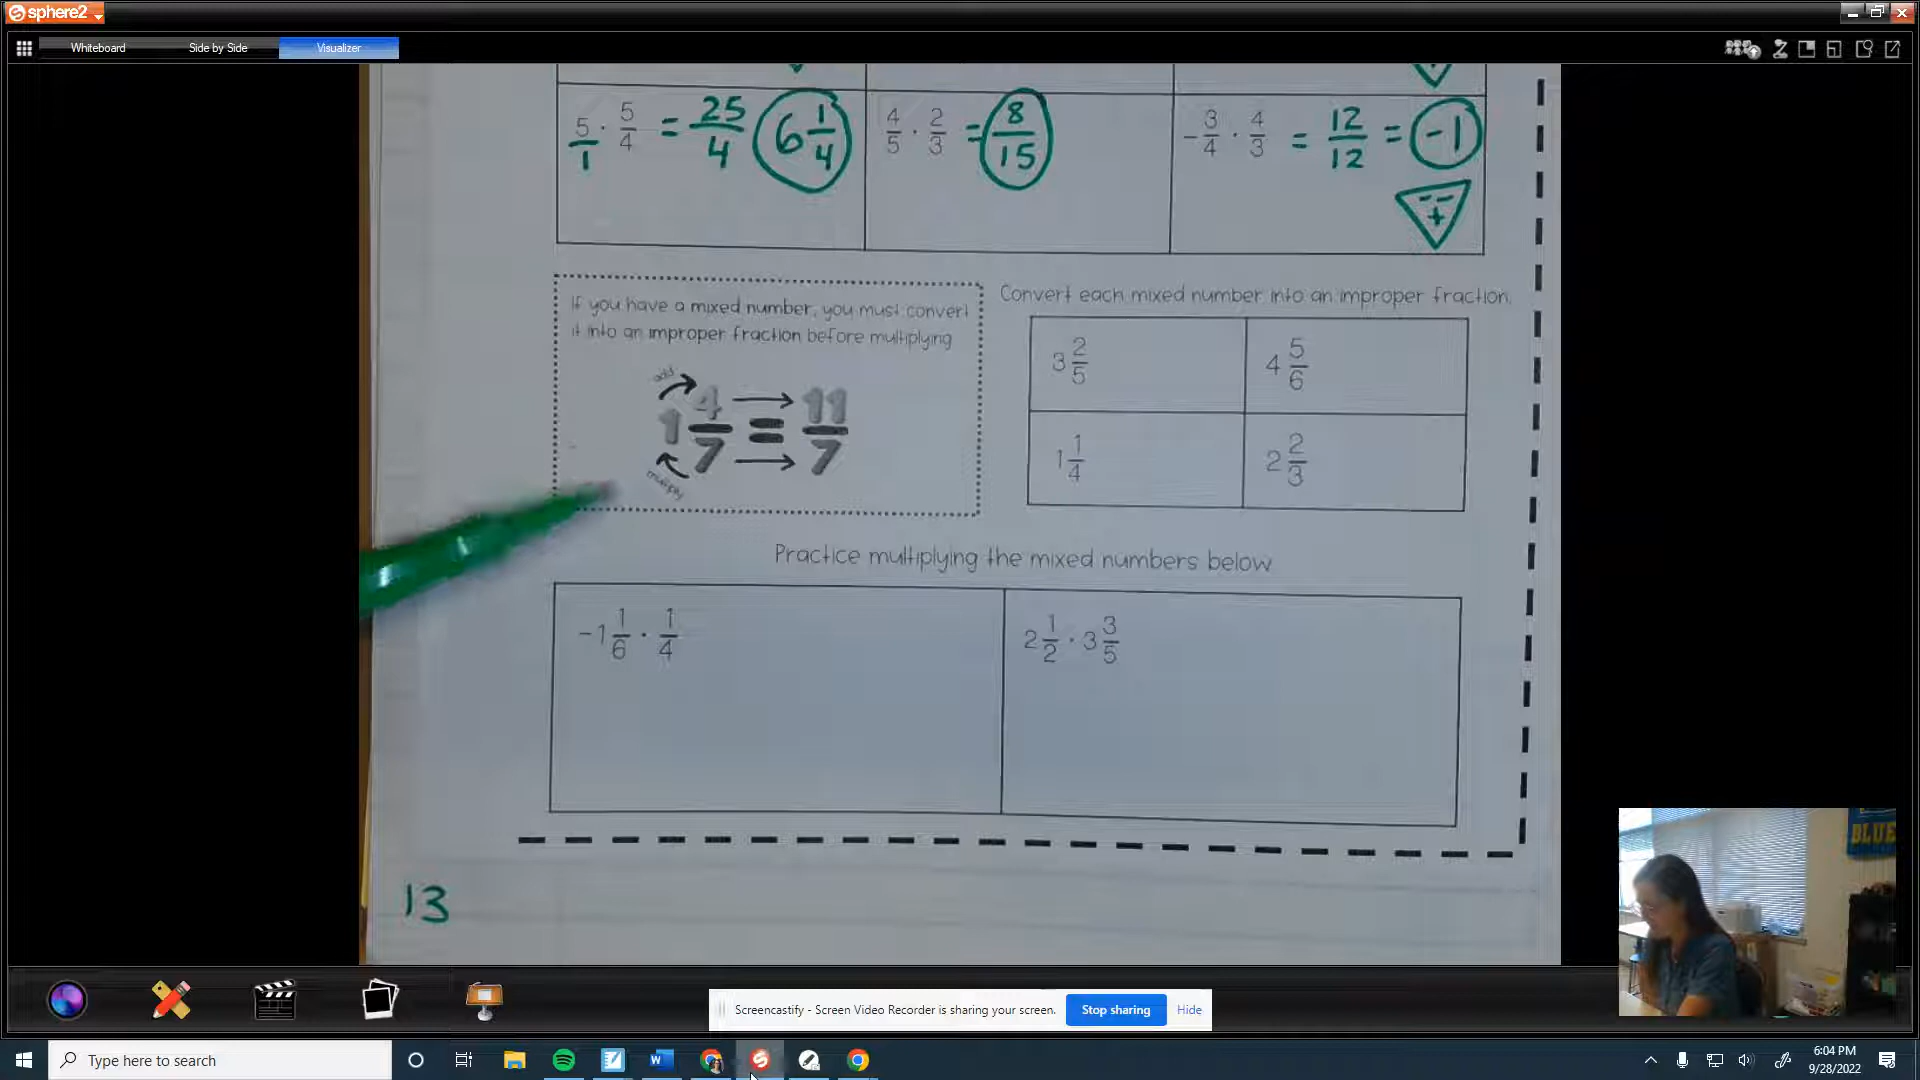 sphere2
Whiteboard Side by Side Visualizer
5/1 · 5/4 = 25/4 6 1/4
4/5 · 2/3 = 8/15
-3/4 · 4/3 = 12/12 = -1
- -
+
If you have a mixed number, you must convert
it into an improper fraction before multiplying
add
1 4/7 = 11/7
multiply
Convert each mixed number into an improper fraction.
3 2/5 4 5/6
1 1/4 2 2/3
Practice multiplying the mixed numbers below
-1 1/6 · 1/4 2 1/2 · 3 3/5
13
BLUE
Screencastify - Screen Video Recorder is sharing your screen. Stop sharing Hide
Type here to search
6:04 PM
9/28/2022